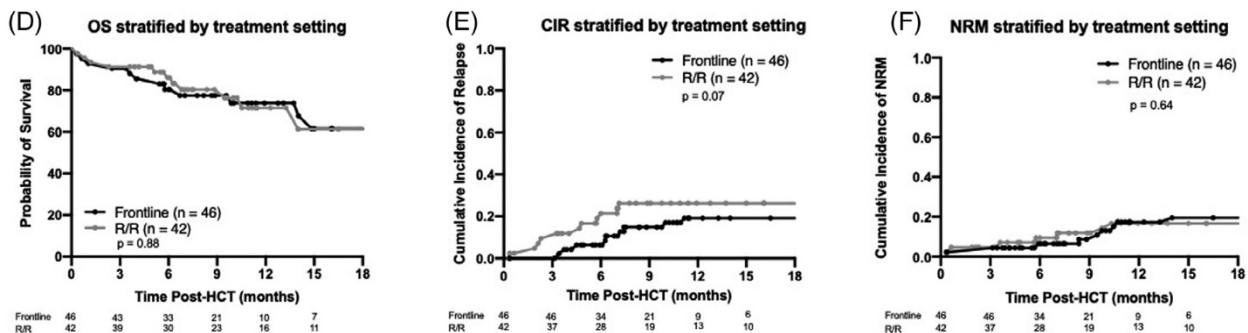 (D)
OS stratified by treatment setting
Probability of Survival
100
80
60
40
20
0
Frontline (n = 46)
R/R (n = 42)
p = 0.88
0 3 6 9 12 15 18
Time Post-HCT (months)
Frontline 46 43 33 21 10 7
R/R 42 39 30 23 16 11
(E)
CIR stratified by treatment setting
Cumulative Incidence of Relapse
1.0
0.8
0.6
0.4
0.2
0.0
Frontline (n = 46)
R/R (n = 42)
p = 0.07
0 3 6 9 12 15 18
Time Post-HCT (months)
Frontline 46 46 34 21 9 6
R/R 42 37 28 19 13 10
(F)
NRM stratified by treatment setting
Cumulative Incidence of NRM
1.0
0.8
0.6
0.4
0.2
0.0
Frontline (n = 46)
R/R (n = 42)
p = 0.64
0 3 6 9 12 15 18
Time Post-HCT (months)
Frontline 46 46 34 21 9 6
R/R 42 37 28 19 13 10